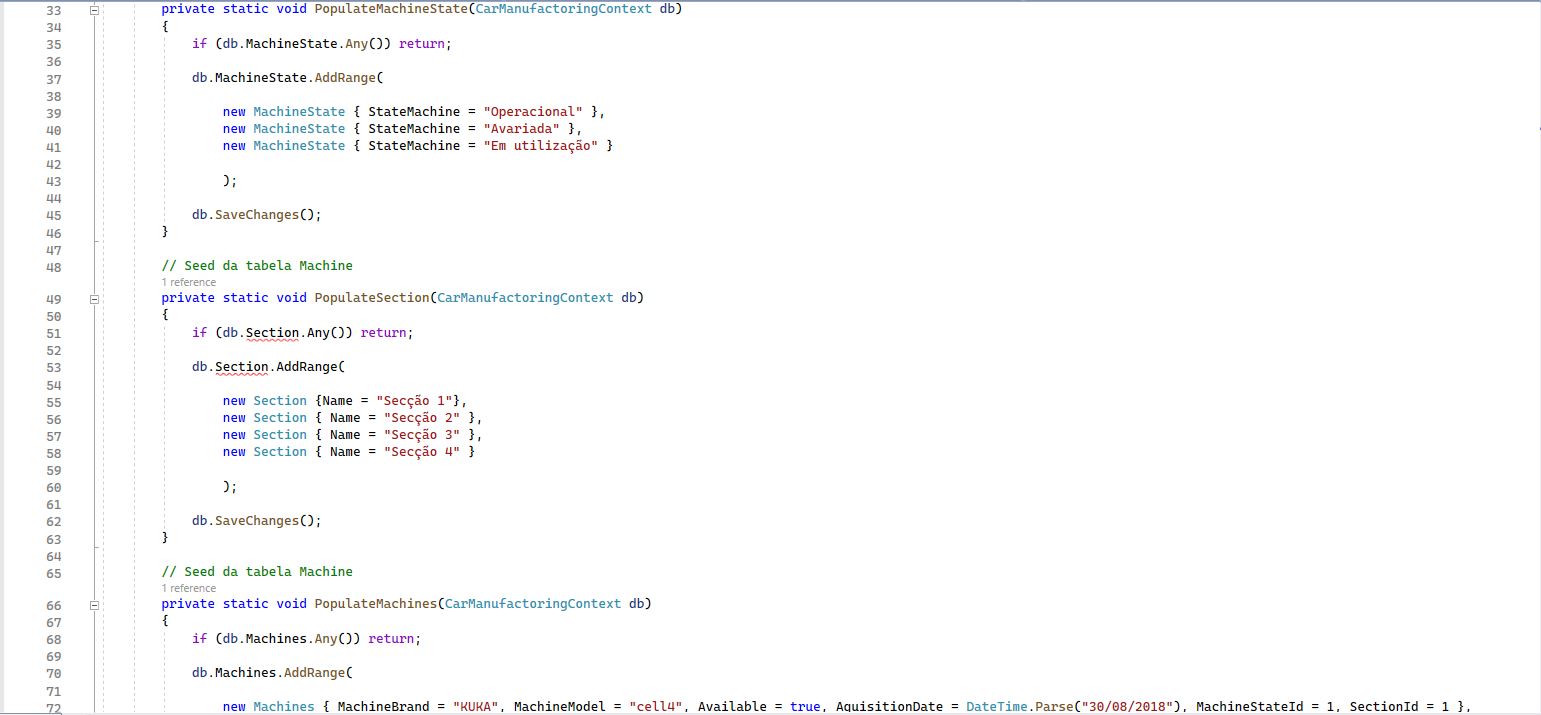 33 private static void PopulateMachineState(CarManufactoringContext db)
34 {
35 if (db.MachineState.Any()) return;
36
37 db.MachineState.AddRange(
38
39 new MachineState { StateMachine = "Operacional" },
40 new MachineState { StateMachine = "Avariada" },
41 new MachineState { StateMachine = "Em utilização" }
42
43 );
44
45 db.SaveChanges();
46 }
47
48 // Seed da tabela Machine
1 reference
49 private static void PopulateSection(CarManufactoringContext db)
50 {
51 if (db.Section.Any()) return;
52
53 db.Section.AddRange(
54
55 new Section {Name = "Secção 1"},
56 new Section { Name = "Secção 2" },
57 new Section { Name = "Secção 3" },
58 new Section { Name = "Secção 4" }
59
60 );
61
62 db.SaveChanges();
63 }
64
65 // Seed da tabela Machine
1 reference
66 private static void PopulateMachines(CarManufactoringContext db)
67 {
68 if (db.Machines.Any()) return;
69
70 db.Machines.AddRange(
71
72 new Machines { MachineBrand = "KUKA", MachineModel = "cell4", Available = true, AquisitionDate = DateTime.Parse("30/08/2018"), MachineStateId = 1, SectionId = 1 },